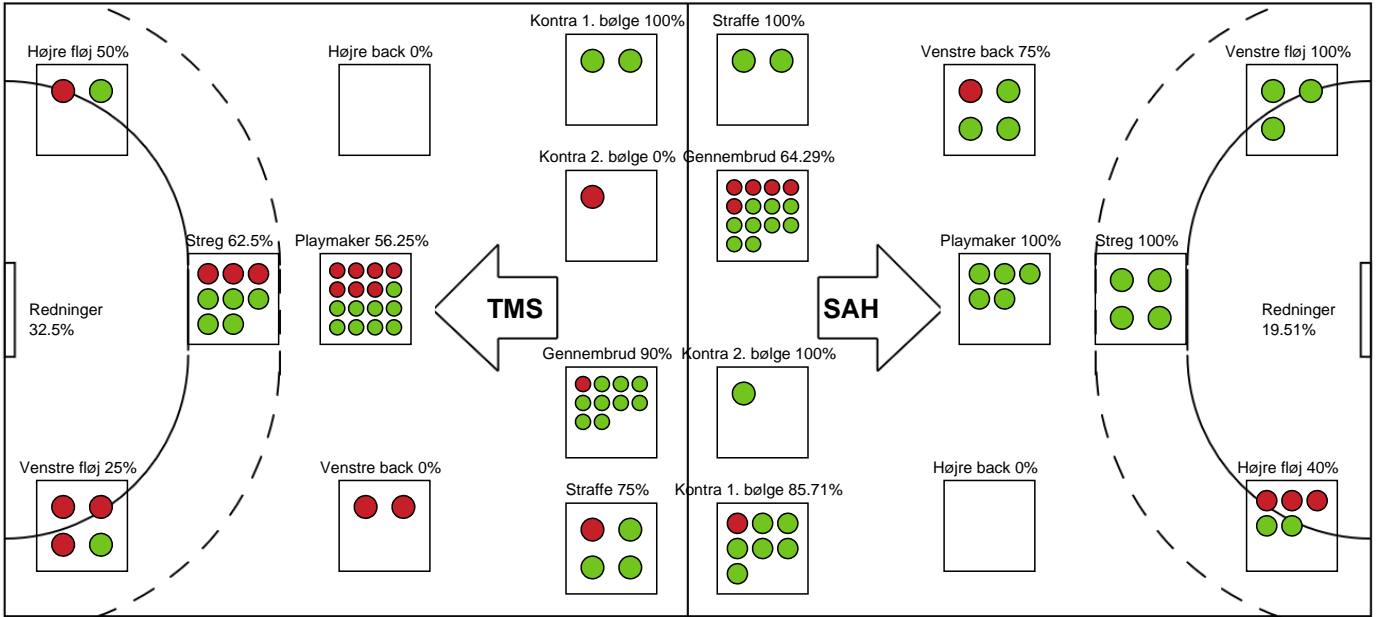 Kontra 1. bølge 100%
Straffe 100%
Højre fløj 50%
Højre back 0%
Venstre back 75%
Venstre fløj 100%
Kontra 2. bølge 0%
Gennembrud 64.29%
Streg 62.5%
Playmaker 56.25%
Playmaker 100%
Streg 100%
Redninger
32.5%
TMS
SAH
Redninger
19.51%
Gennembrud 90%
Kontra 2. bølge 100%
Venstre fløj 25%
Venstre back 0%
Straffe 75%
Kontra 1. bølge 85.71%
Højre back 0%
Højre fløj 40%